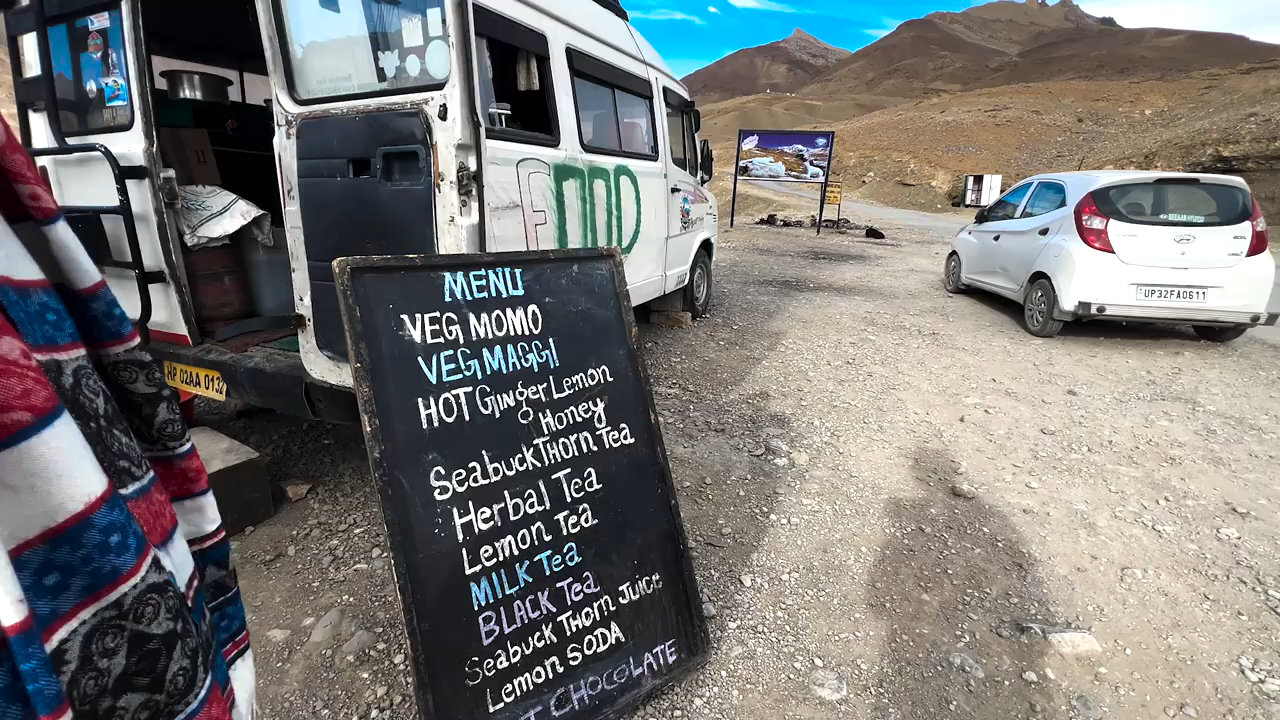 FOOD
MENU
VEG MOMO
VEG MAGGI
HOT GINger Lemon
Honey
SeabuckTHorn Tea
Herbal Tea
Lemon Tea
MILK Tea
BLACK Tea
Seabuck THorn JUICE
Lemon SODA
CHOCOLATE
HP 02AA 0132
UP32FA0611